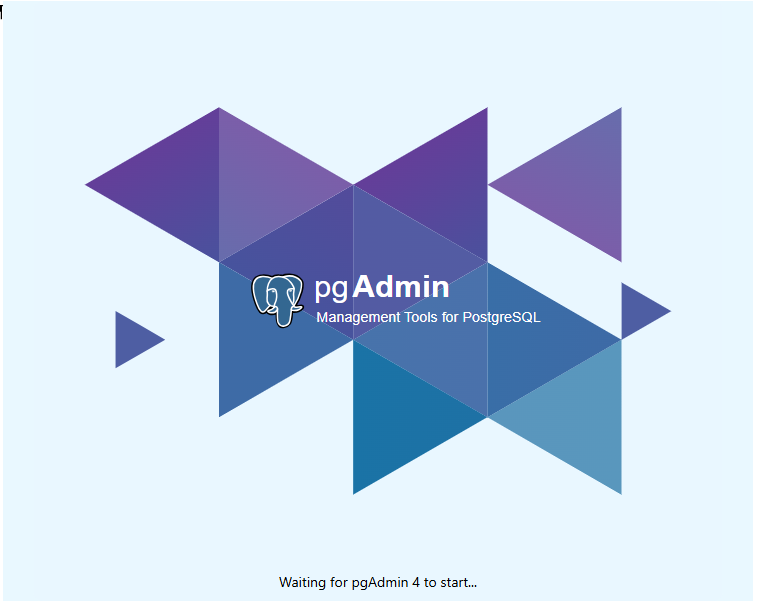 pgAdmin
Management Tools for PostgreSQL
Waiting for pgAdmin 4 to start...